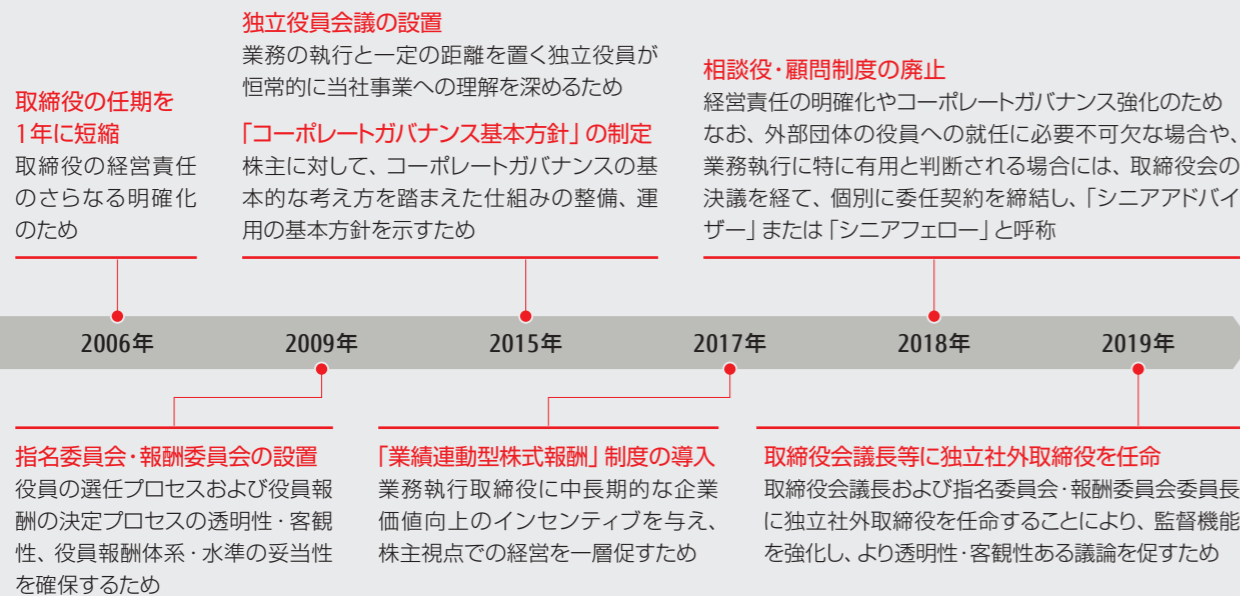 取締役の任期を
1年に短縮
取締役の経営責任
のさらなる明確化
のため
独立役員会議の設置
業務の執行と一定の距離を置く独立役員が
恒常的に当社事業への理解を深めるため
「コーポレートガバナンス基本方針」の制定
株主に対して、コーポレートガバナンスの基
本的な考え方を踏まえた仕組みの整備、運
用の基本方針を示すため
相談役・顧問制度の廃止
経営責任の明確化やコーポレートガバナンス強化のため
なお、外部団体の役員への就任に必要不可欠な場合や、
業務執行に特に有用と判断される場合には、取締役会の
決議を経て、個別に委任契約を締結し、「シニアアドバイ
ザー」または「シニアフェロー」と呼称
2006年 2009年 2015年 2017年 2018年 2019年
指名委員会・報酬委員会の設置
役員の選任プロセスおよび役員報
酬の決定プロセスの透明性・客観
性、役員報酬体系・水準の妥当性
を確保するため
「業績連動型株式報酬」制度の導入
業務執行取締役に中長期的な企業
価値向上のインセンティブを与え、
株主視点での経営を一層促すため
取締役会議長等に独立社外取締役を任命
取締役会議長および指名委員会・報酬委員会委員長
に独立社外取締役を任命することにより、監督機能
を強化し、より透明性・客観性ある議論を促すため